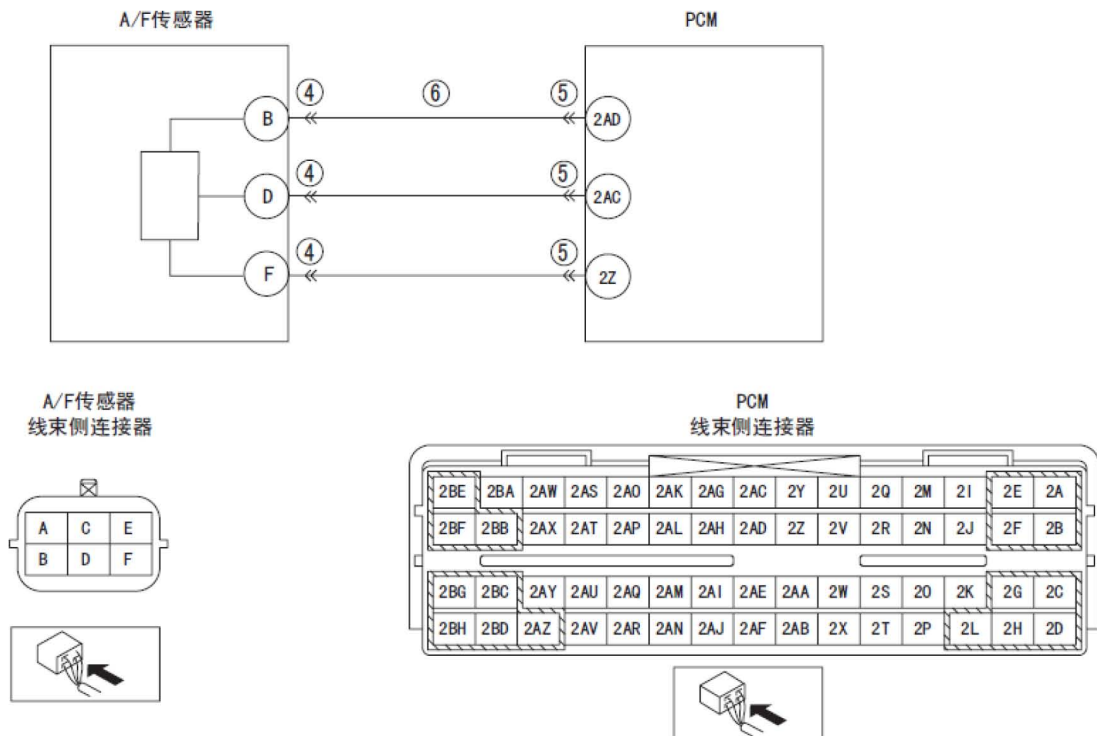 A/F传感器 PCM
④ ⑥ ⑤
B 2AD
④ ⑤
D 2AC
④ ⑤
F 2Z
A/F传感器
线束侧连接器
PCM
线束侧连接器
2BE 2BA 2AW 2AS 2AO 2AK 2AG 2AC 2Y 2U 2Q 2M 2I 2E 2A
2BF 2BB 2AX 2AT 2AP 2AL 2AH 2AD 2Z 2V 2R 2N 2J 2F 2B
2BG 2BC 2AY 2AU 2AQ 2AM 2AI 2AE 2AA 2W 2S 2O 2K 2G 2C
2BH 2BD 2AZ 2AV 2AR 2AN 2AJ 2AF 2AB 2X 2T 2P 2L 2H 2D
A C E
B D F